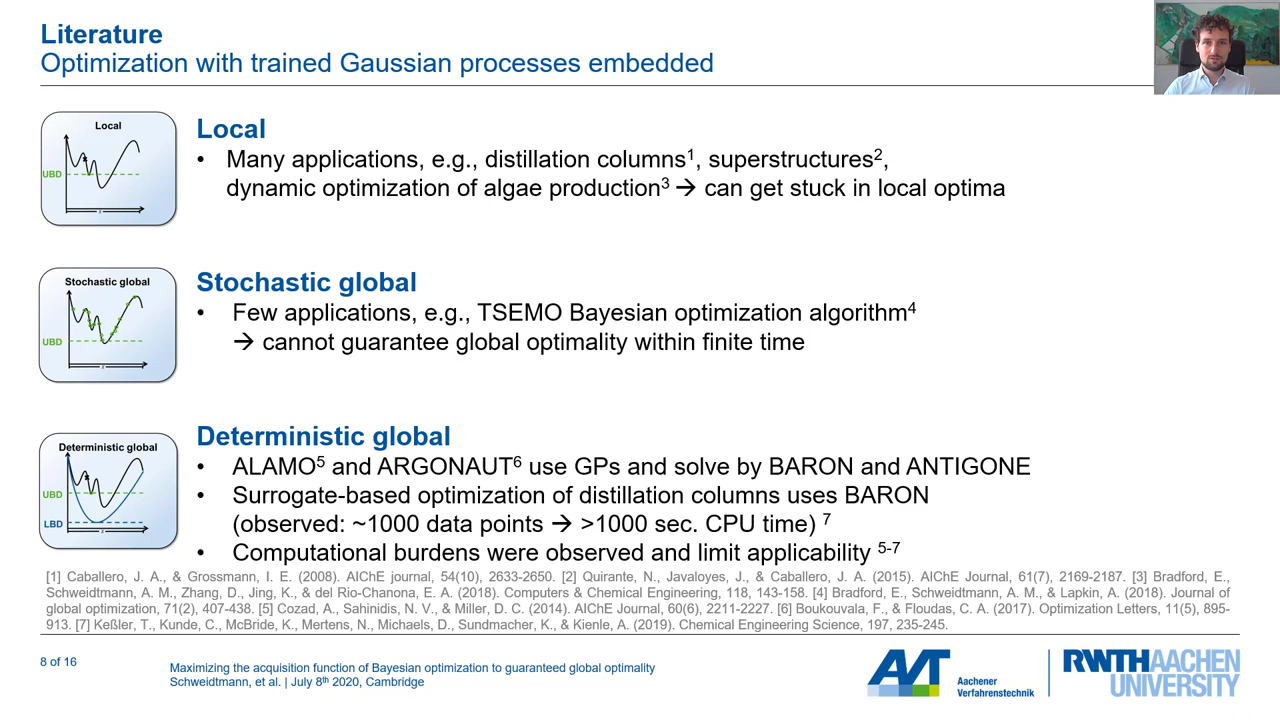 Literature
Optimization with trained Gaussian processes embedded
Local
UBD
Local
• Many applications, e.g., distillation columns¹, superstructures²,
dynamic optimization of algae production³ → can get stuck in local optima
Stochastic global
UBD
Stochastic global
• Few applications, e.g., TSEMO Bayesian optimization algorithm⁴
→ cannot guarantee global optimality within finite time
Deterministic global
UBD
LBD
Deterministic global
• ALAMO⁵ and ARGONAUT⁶ use GPs and solve by BARON and ANTIGONE
• Surrogate-based optimization of distillation columns uses BARON
(observed: ~1000 data points → >1000 sec. CPU time) ⁷
• Computational burdens were observed and limit applicability ⁵⁻⁷
[1] Caballero, J. A., & Grossmann, I. E. (2008). AIChE journal, 54(10), 2633-2650. [2] Quirante, N., Javaloyes, J., & Caballero, J. A. (2015). AIChE Journal, 61(7), 2169-2187. [3] Bradford, E.,
Schweidtmann, A. M., Zhang, D., Jing, K., & del Rio-Chanona, E. A. (2018). Computers & Chemical Engineering, 118, 143-158. [4] Bradford, E., Schweidtmann, A. M., & Lapkin, A. (2018). Journal of
global optimization, 71(2), 407-438. [5] Cozad, A., Sahinidis, N. V., & Miller, D. C. (2014). AIChE Journal, 60(6), 2211-2227. [6] Boukouvala, F., & Floudas, C. A. (2017). Optimization Letters, 11(5), 895-
913. [7] Keßler, T., Kunde, C., McBride, K., Mertens, N., Michaels, D., Sundmacher, K., & Kienle, A. (2019). Chemical Engineering Science, 197, 235-245.
8 of 16
Maximizing the acquisition function of Bayesian optimization to guaranteed global optimality
Schweidtmann, et al. | July 8th 2020, Cambridge
AVT
Aachener
Verfahrenstechnik
RWTHAACHEN
UNIVERSITY